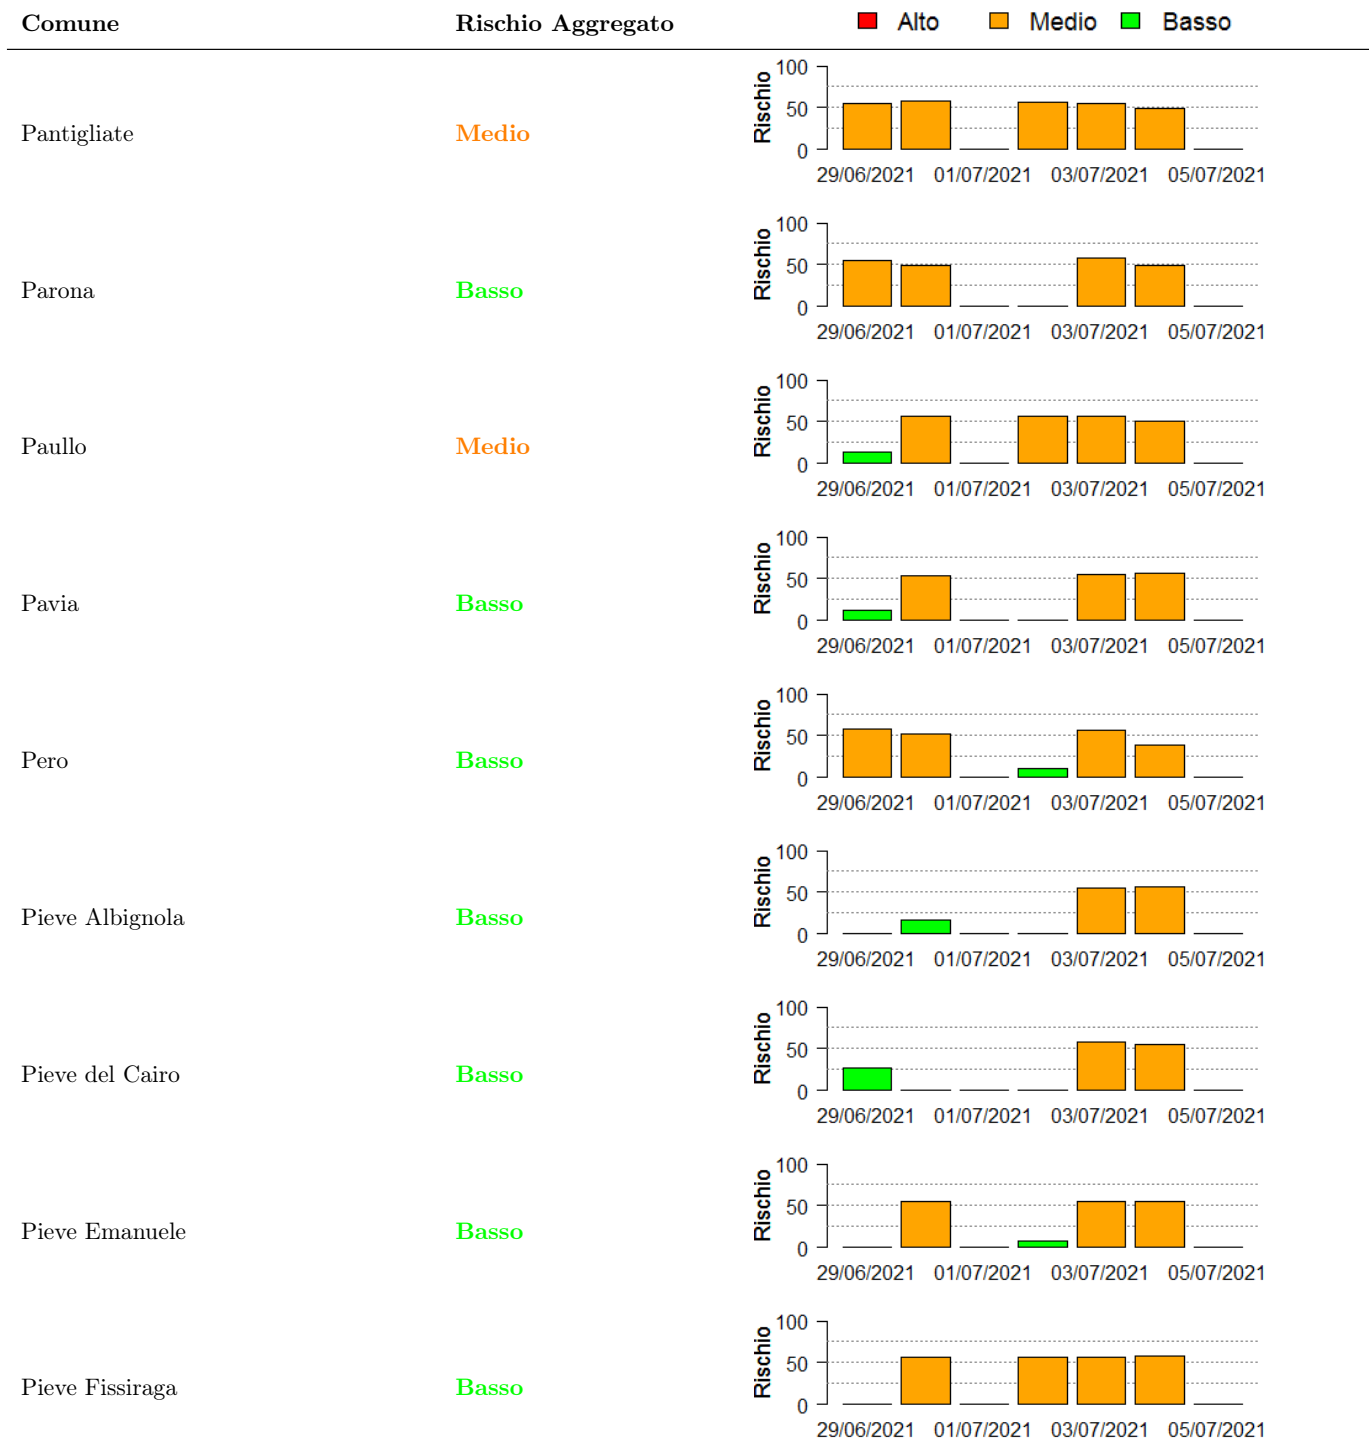 Comune Rischio Aggregato Alto Medio Basso
100
50
0
Rischio
Pantigliate Medio
29/06/2021 01/07/2021 03/07/2021 05/07/2021
100
50
0
Rischio
Parona Basso
29/06/2021 01/07/2021 03/07/2021 05/07/2021
100
50
0
Rischio
Paullo Medio
29/06/2021 01/07/2021 03/07/2021 05/07/2021
100
50
0
Rischio
Pavia Basso
29/06/2021 01/07/2021 03/07/2021 05/07/2021
100
50
0
Rischio
Pero Basso
29/06/2021 01/07/2021 03/07/2021 05/07/2021
100
50
0
Rischio
Pieve Albignola Basso
29/06/2021 01/07/2021 03/07/2021 05/07/2021
100
50
0
Rischio
Pieve del Cairo Basso
29/06/2021 01/07/2021 03/07/2021 05/07/2021
100
50
0
Rischio
Pieve Emanuele Basso
29/06/2021 01/07/2021 03/07/2021 05/07/2021
100
50
0
Rischio
Pieve Fissiraga Basso
29/06/2021 01/07/2021 03/07/2021 05/07/2021